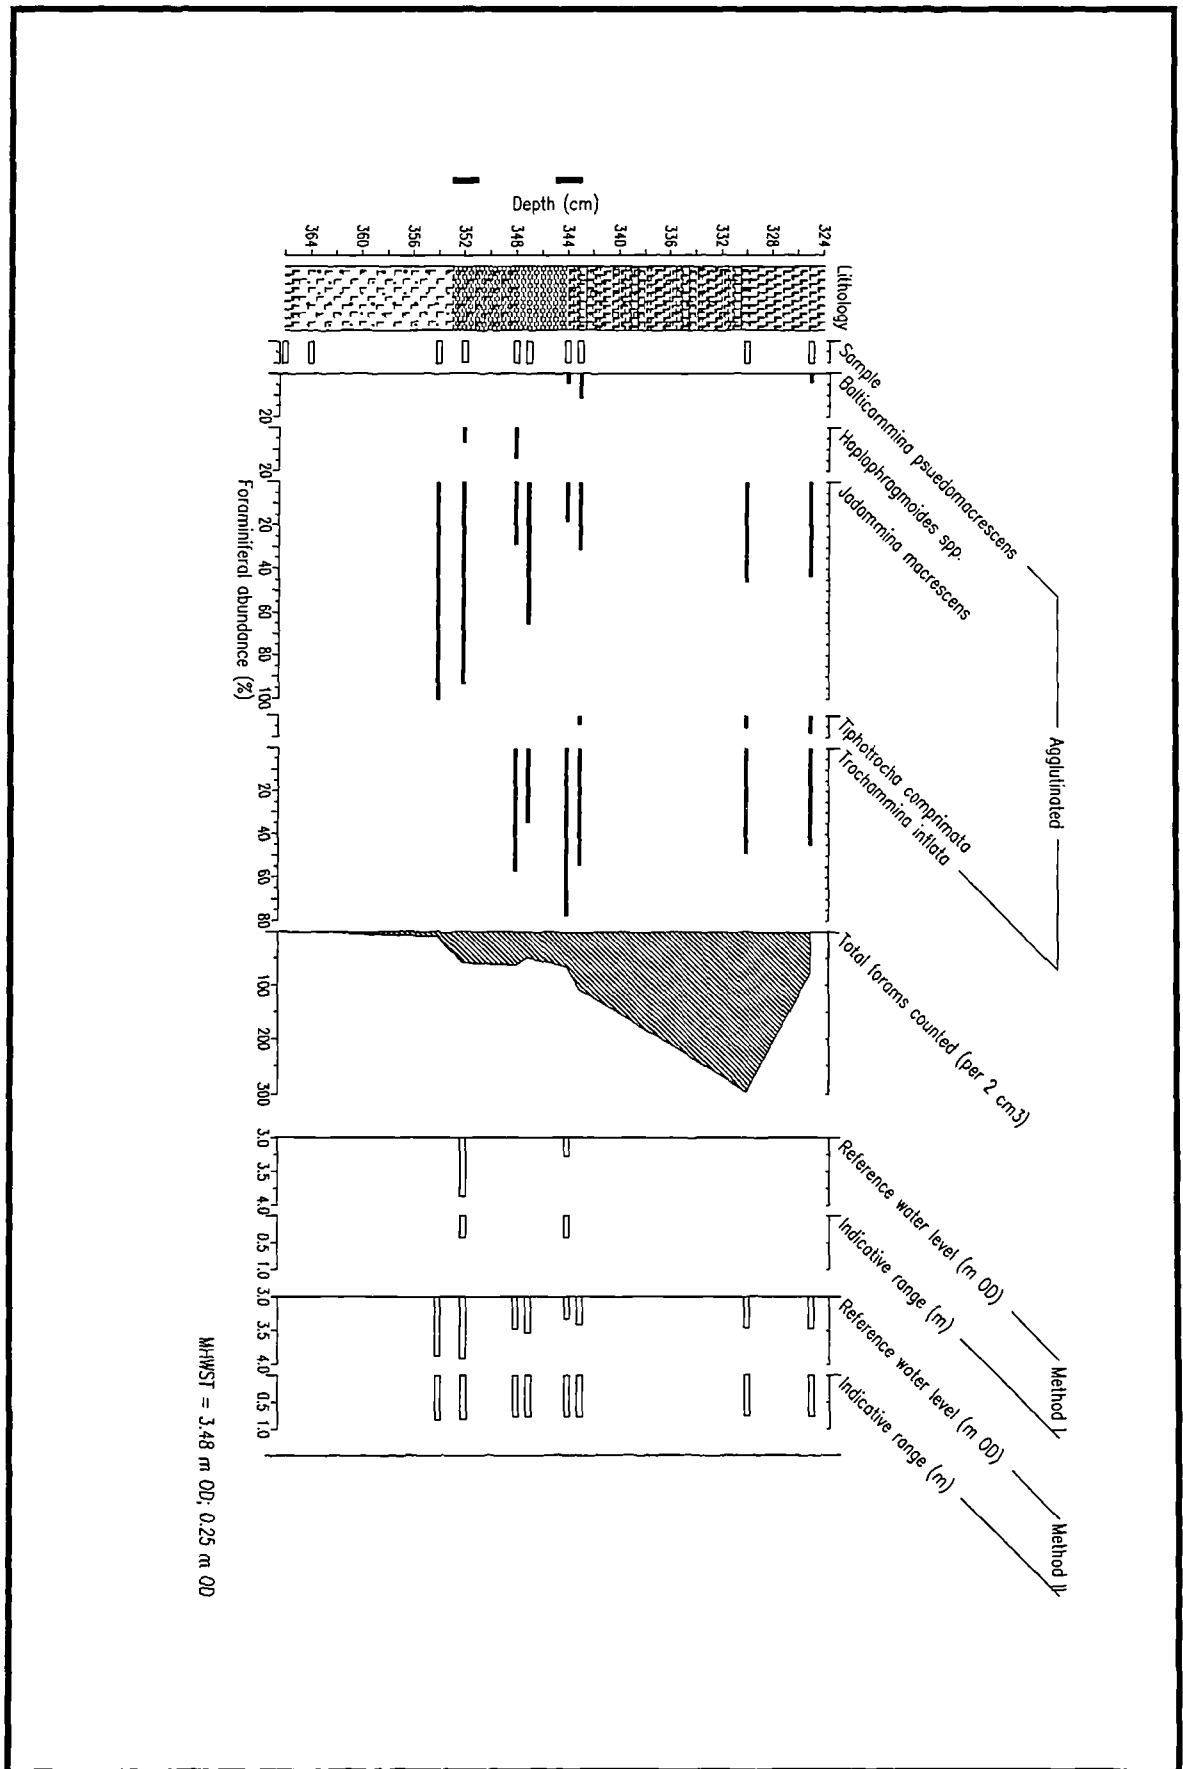 Depth (cm)
324
328
332
336
340
344
348
352
356
360
364
Lithology
Sample
Balticammina psuedomacrescens
20
Haplophragmoides spp.
20
Jadammina macrescens
20
40
60
80
100
Foraminiferal abundance (%)
Tiphotrocha comprimata
Trochammina inflata
20
40
60
80
Agglutinated
Total forams counted (per 2 cm3)
100
200
300
Reference water level (m OD)
3.0
3.5
4.0
Indicative range (m)
0.5
1.0
Method I
Reference water level (m OD)
3.0
3.5
4.0
Indicative range (m)
0.5
1.0
Method II
MHWST = 3.48 m OD; 0.25 m OD